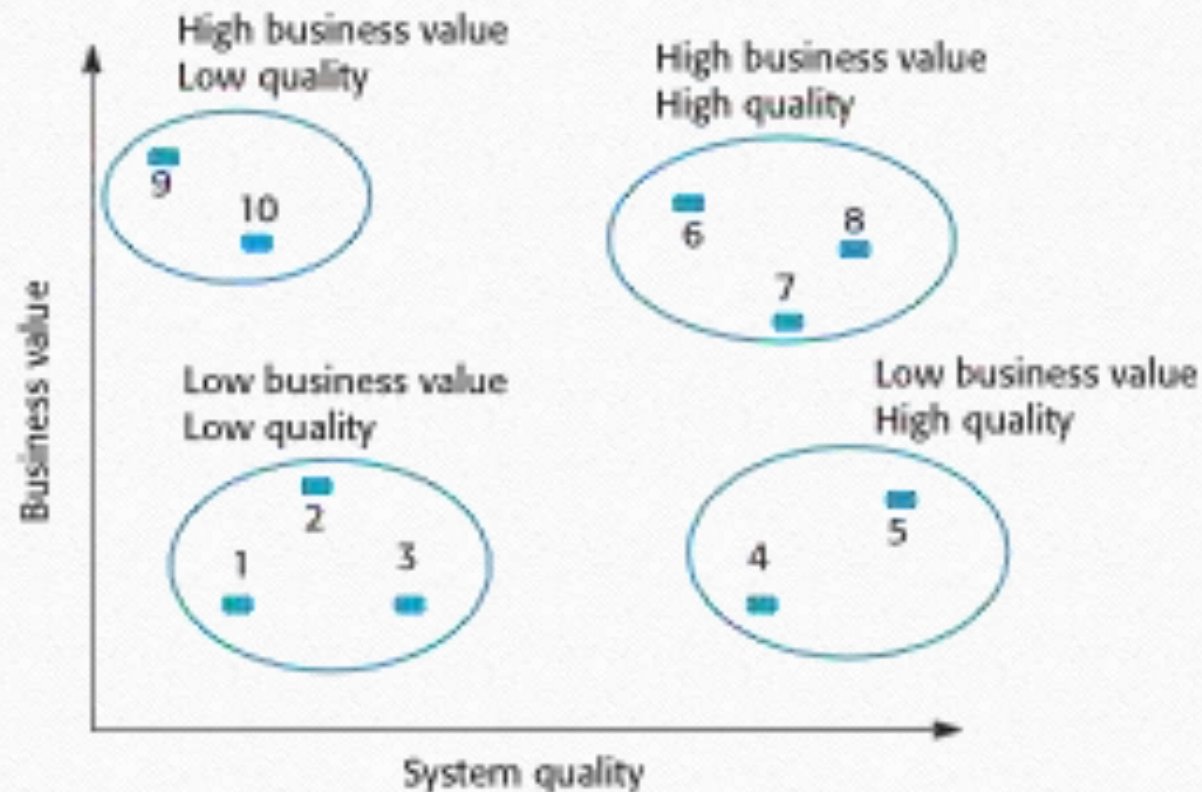 High business value
Low quality
High business value
High quality
9
10
6
8
7
Business value
Low business value
Low quality
Low business value
High quality
2
1
3
5
4
System quality